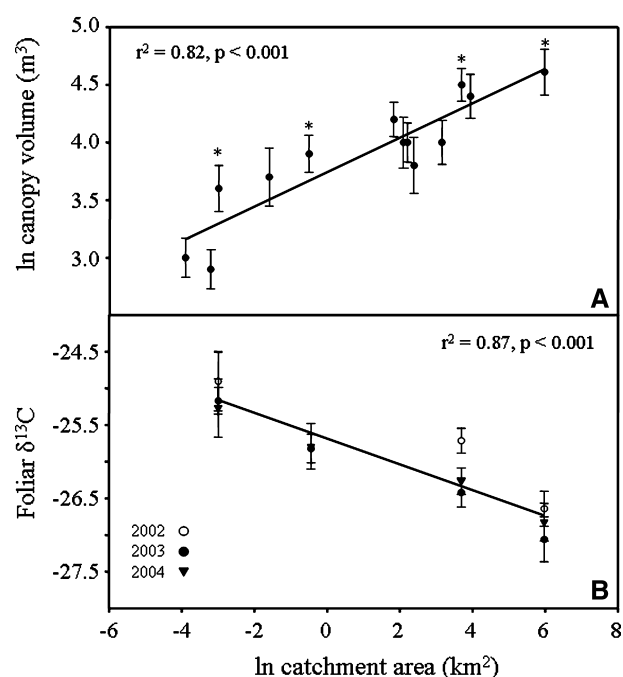 5.0
r² = 0.82, p < 0.001
*
*
4.5
*
*
4.0
3.5
3.0
ln canopy volume (m³)
A
r² = 0.87, p < 0.001
-24.5
-25.5
-26.5
-27.5
Foliar δ¹³C
2002
2003
2004
B
-6 -4 -2 0 2 4 6 8
ln catchment area (km²)